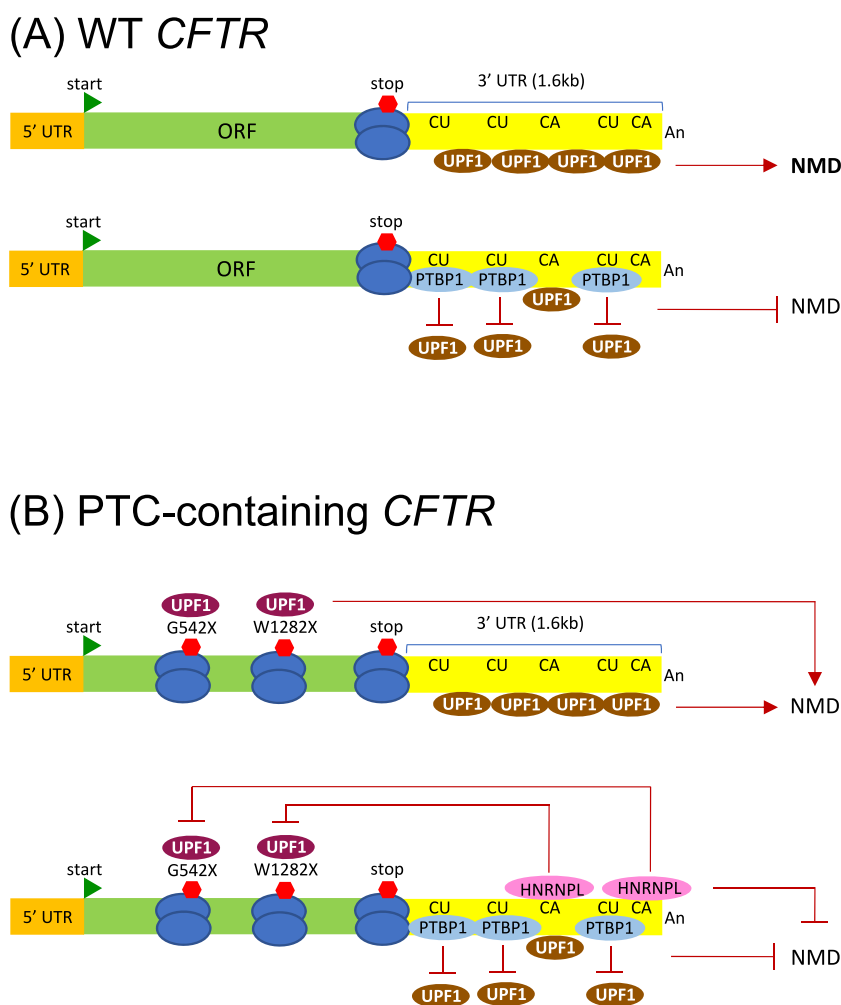 (A) WT CFTR
start stop 3' UTR (1.6kb)
5' UTR ORF CU CU CA CU CA An
UPF1 UPF1 UPF1 UPF1 NMD
start stop
5' UTR ORF CU CU CA CU CA An
PTBP1 PTBP1 PTBP1
UPF1 NMD
UPF1 UPF1 UPF1
(B) PTC-containing CFTR
UPF1 UPF1
start G542X W1282X stop 3' UTR (1.6kb)
5' UTR CU CU CA CU CA An
UPF1 UPF1 UPF1 UPF1 NMD
UPF1 UPF1
start G542X W1282X stop
HNRNPL HNRNPL
5' UTR CU CU CA CU CA An
PTBP1 PTBP1 PTBP1
UPF1 NMD
UPF1 UPF1 UPF1